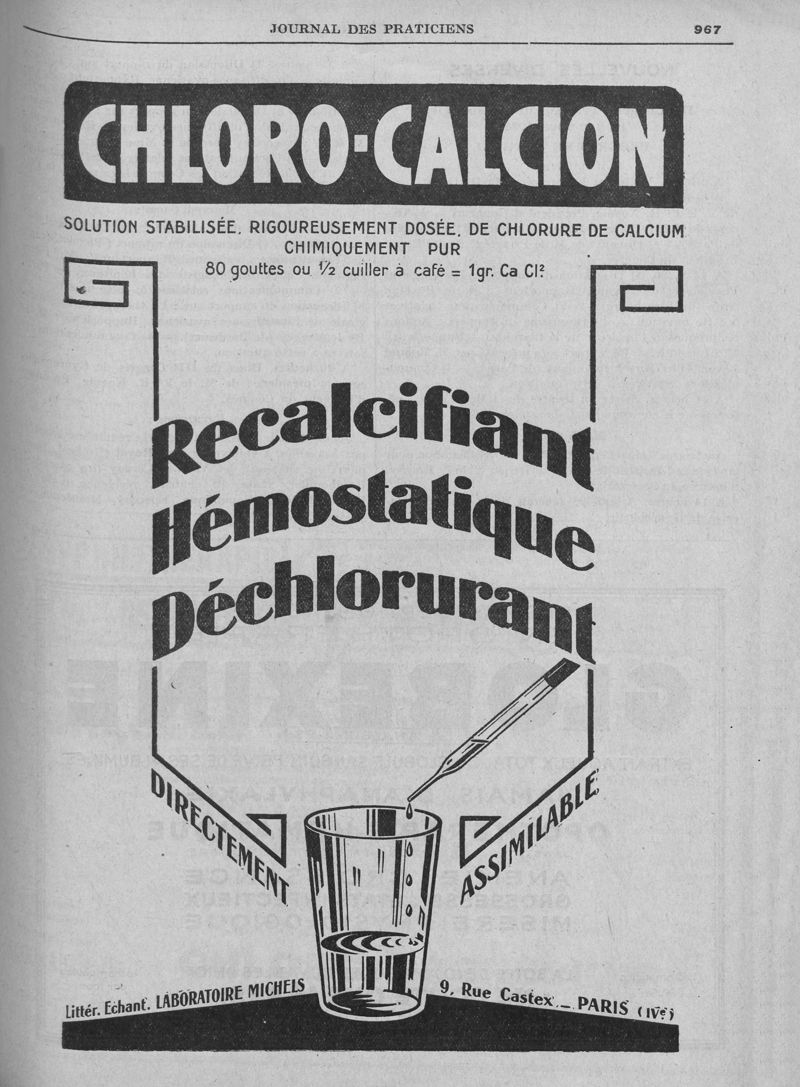 JOURNAL DES PRATICIENS 967
CHLORO-CALCION
SOLUTION STABILISÉE, RIGOUREUSEMENT DOSÉE, DE CHLORURE DE CALCIUM
CHIMIQUEMENT PUR
80 gouttes ou ½ cuiller à café = 1gr. Ca Cl²
Recalcifiant
Hémostatique
Déchlorurant
DIRECTEMENT ASSIMILABLE
Littér. Echant. LABORATOIRE MICHELS 9, Rue Castex _ PARIS (IVe)